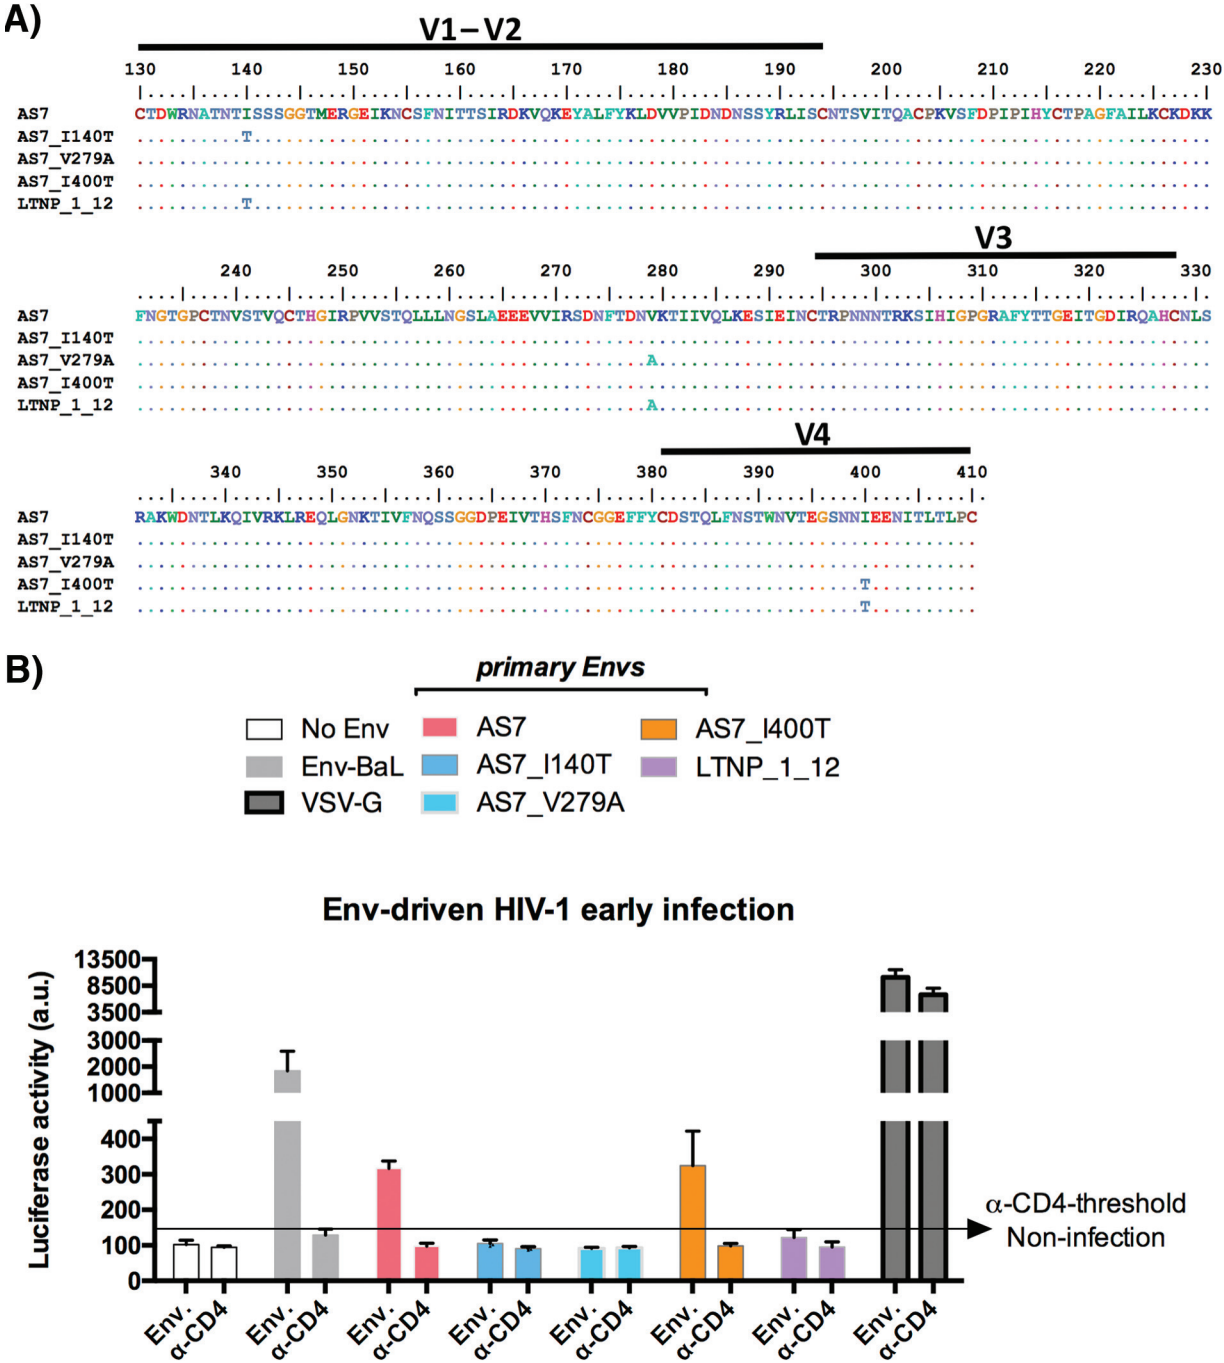 A)
V1–V2
130 140 150 160 170 180 190 200 210 220 230
AS7 CTDWRNATNTISSSGGTMERGEIKNCSFNITTSIRDKVQKEYALFYKLDVVPIDNDNSSYRLISCNTSVITQACPKVSFDPIPIHYCTPAGFAILKCKDKK
AS7_I140T T
AS7_V279A
AS7_I400T
LTNP_1_12 T
V3
240 250 260 270 280 290 300 310 320 330
AS7 FNGTGPCTNVSTVQCTHGIRPVVSTQLLLNGSLAEEEVVIRSDNFTDNVKTIIVQLKESIEINCTRPNNNTRKSIHIGPGRAFYTTGEITGDIRQAHCNLS
AS7_I140T
AS7_V279A A
AS7_I400T
LTNP_1_12 A
V4
340 350 360 370 380 390 400 410
AS7 RAKWDNTLKQIVRKLREQLGNKTIVFNQSSGGDPEIVTHSFNCGGEFFYCDSTQLFNSTWNVTEGSNNIEENITLTLPC
AS7_I140T
AS7_V279A
AS7_I400T T
LTNP_1_12 T
B)
primary Envs
No Env AS7 AS7_I400T
Env-BaL AS7_I140T LTNP_1_12
VSV-G AS7_V279A
Env-driven HIV-1 early infection
Luciferase activity (a.u.)
13500
8500
3500
3000
2000
1000
400
300
200
100
0
α-CD4-threshold
Non-infection
Env. α-CD4 Env. α-CD4 Env. α-CD4 Env. α-CD4 Env. α-CD4 Env. α-CD4 Env. α-CD4 Env. α-CD4